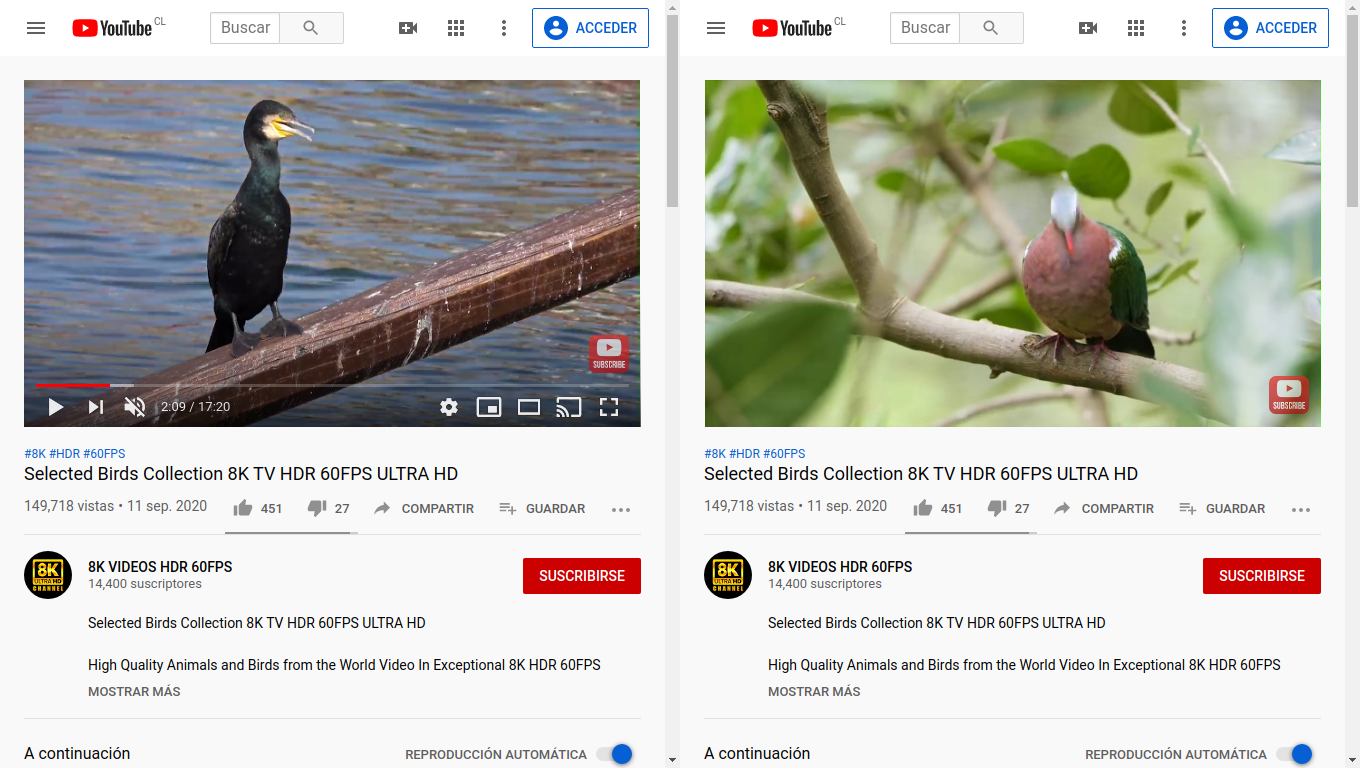 YouTube CL
Buscar
ACCEDER
SUBSCRIBE
2:09 / 17:20
#8K #HDR #60FPS
Selected Birds Collection 8K TV HDR 60FPS ULTRA HD
149,718 vistas • 11 sep. 2020 451 27 COMPARTIR GUARDAR
8K ULTRA HD CHANNEL
8K VIDEOS HDR 60FPS
14,400 suscriptores
SUSCRIBIRSE
Selected Birds Collection 8K TV HDR 60FPS ULTRA HD
High Quality Animals and Birds from the World Video In Exceptional 8K HDR 60FPS
MOSTRAR MÁS
A continuación
REPRODUCCIÓN AUTOMÁTICA
YouTube CL
Buscar
ACCEDER
SUBSCRIBE
#8K #HDR #60FPS
Selected Birds Collection 8K TV HDR 60FPS ULTRA HD
149,718 vistas • 11 sep. 2020 451 27 COMPARTIR GUARDAR
8K ULTRA HD CHANNEL
8K VIDEOS HDR 60FPS
14,400 suscriptores
SUSCRIBIRSE
Selected Birds Collection 8K TV HDR 60FPS ULTRA HD
High Quality Animals and Birds from the World Video In Exceptional 8K HDR 60FPS
MOSTRAR MÁS
A continuación
REPRODUCCIÓN AUTOMÁTICA